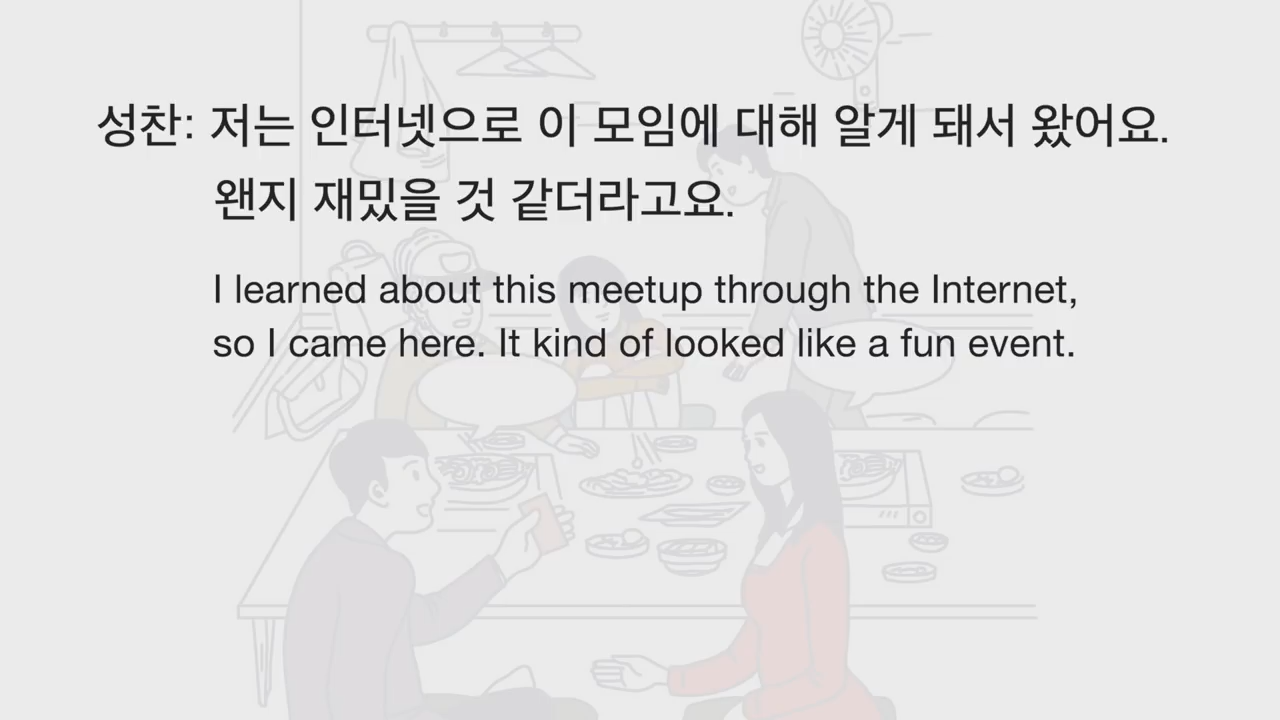 성찬: 저는 인터넷으로 이 모임에 대해 알게 돼서 왔어요.
왠지 재밌을 것 같더라고요.
I learned about this meetup through the Internet,
so I came here. It kind of looked like a fun event.